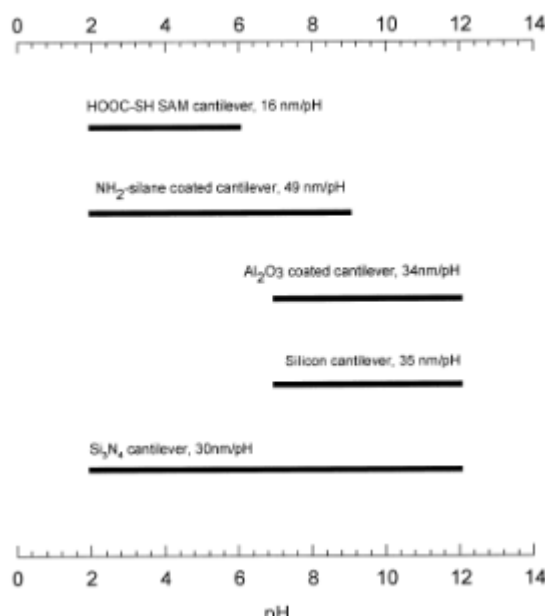 0 2 4 6 8 10 12 14
HOOC-SH SAM cantilever, 16 nm/pH
NH₂-silane coated cantilever, 49 nm/pH
Al₂O₃ coated cantilever, 34nm/pH
Silicon cantilever, 35 nm/pH
Si₃N₄ cantilever, 30nm/pH
0 2 4 6 8 10 12 14
pH